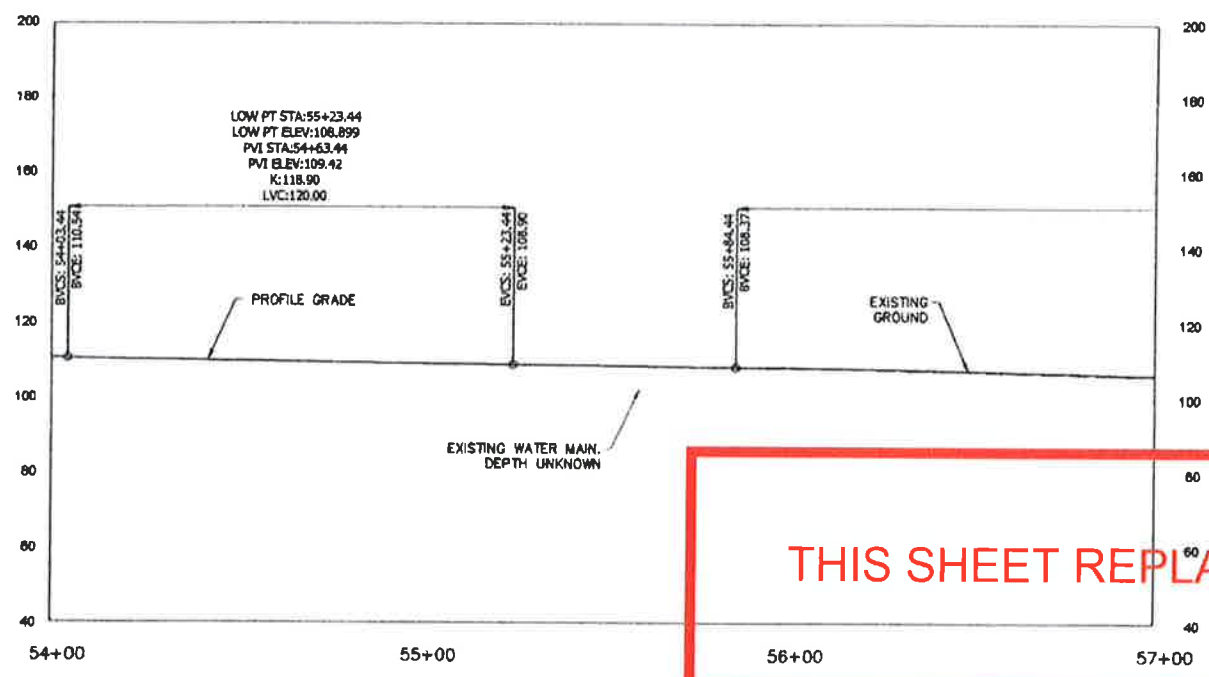 200
180
160
140
120
100
80
60
40
LOW PT STA:55+23.44
LOW PT ELEV:108.899
PVI STA:54+63.44
PVI ELEV:109.42
K:118.90
LVC:120.00
BVCS: 54+03.44
BVCE: 110.54
EVCS: 55+23.44
EVCE: 108.90
BVCS: 55+84.44
BVCE: 108.37
PROFILE GRADE
EXISTING
GROUND
EXISTING WATER MAIN.
DEPTH UNKNOWN
THIS SHEET REPLA
200
180
160
140
120
100
80
60
40
54+00
55+00
56+00
57+00